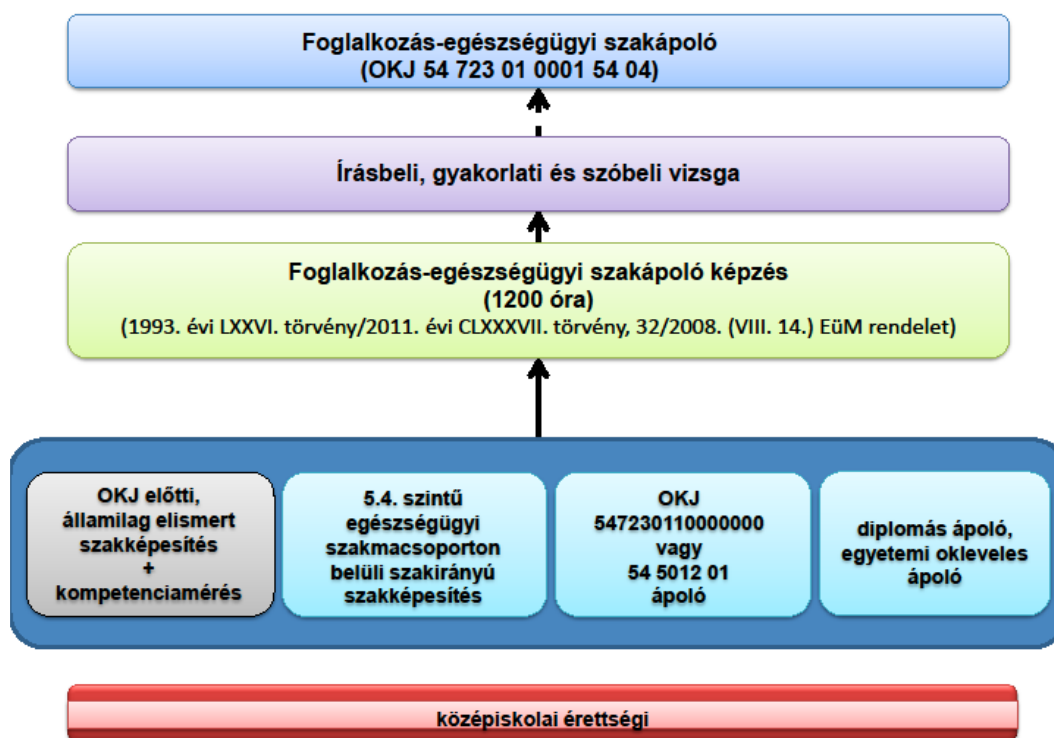 Foglalkozás-egészségügyi szakápoló
(OKJ 54 723 01 0001 54 04)
Írásbeli, gyakorlati és szóbeli vizsga
Foglalkozás-egészségügyi szakápoló képzés
(1200 óra)
(1993. évi LXXVI. törvény/2011. évi CLXXXVII. törvény, 32/2008. (VIII. 14.) EüM rendelet)
OKJ előtti,
államilag elismert
szakképesítés
+
kompetenciamérés
5.4. szintű
egészségügyi
szakmacsoporton
belüli szakirányú
szakképesítés
OKJ
547230110000000
vagy
54 5012 01
ápoló
diplomás ápoló,
egyetemi okleveles
ápoló
középiskolai érettségi